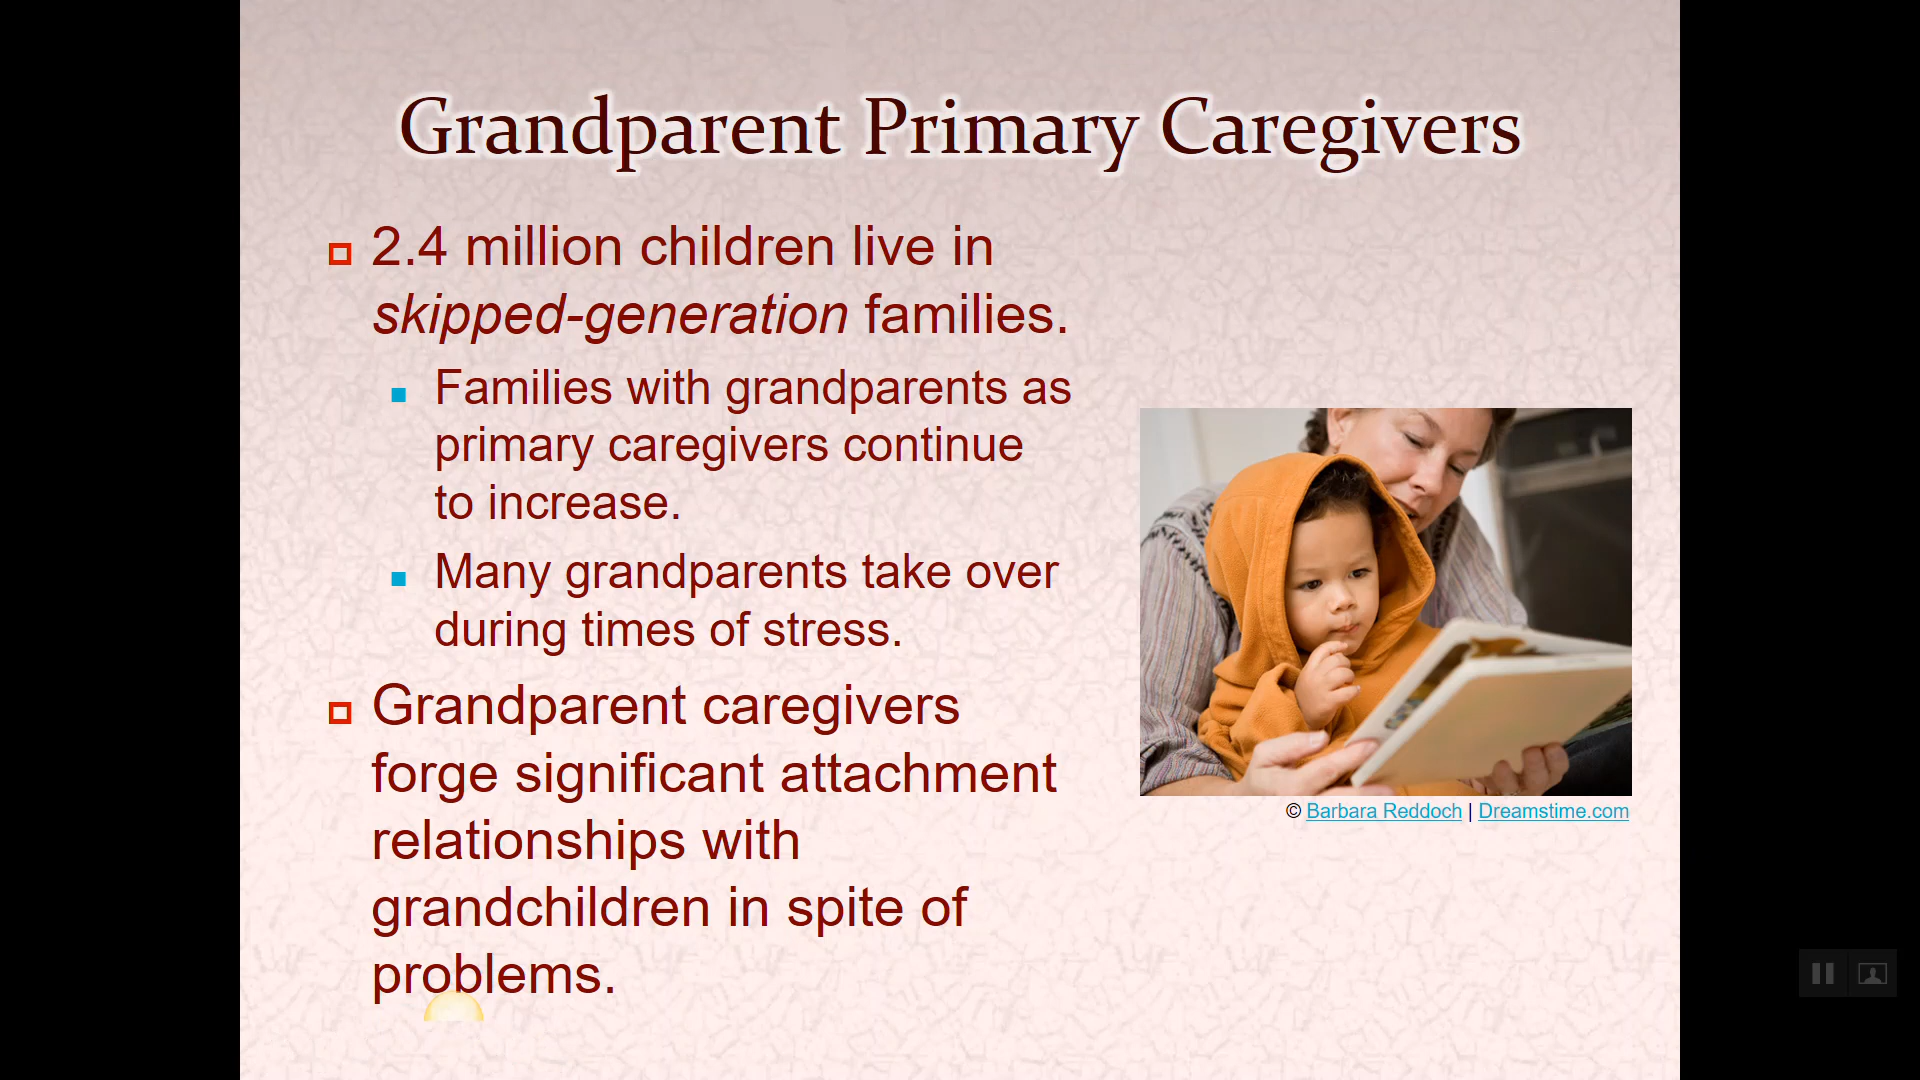 Grandparent Primary Caregivers
2.4 million children live in
skipped-generation families.
Families with grandparents as
primary caregivers continue
to increase.
Many grandparents take over
during times of stress.
Grandparent caregivers
forge significant attachment
relationships with
grandchildren in spite of
problems.
© Barbara Reddoch | Dreamstime.com